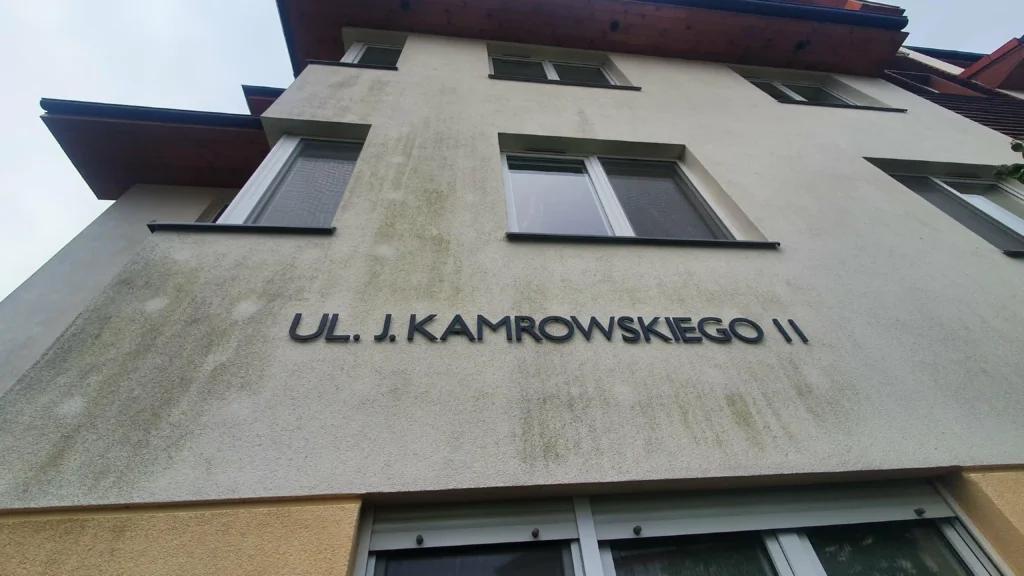 UL. J. KAMROWSKIEGO 11